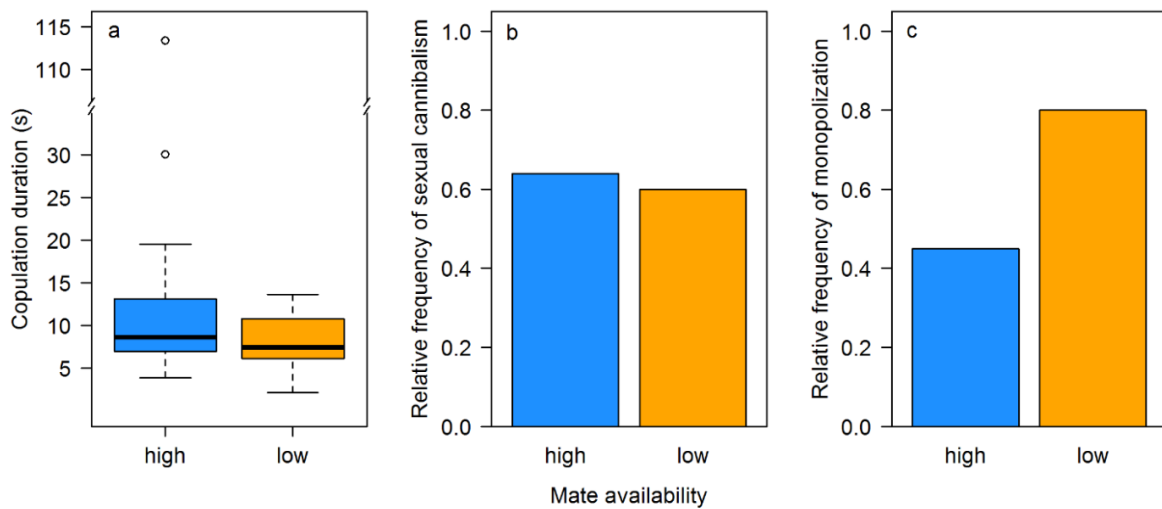 a
Copulation duration (s)
115
110
30
20
15
10
5
high
low
b
Relative frequency of sexual cannibalism
1.0
0.8
0.6
0.4
0.2
0.0
high
low
c
Relative frequency of monopolization
1.0
0.8
0.6
0.4
0.2
0.0
high
low
Mate availability